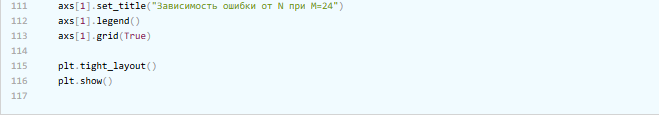 111 axs[1].set_title("Зависимость ошибки от N при M=24")
112 axs[1].legend()
113 axs[1].grid(True)
114
115 plt.tight_layout()
116 plt.show()
117